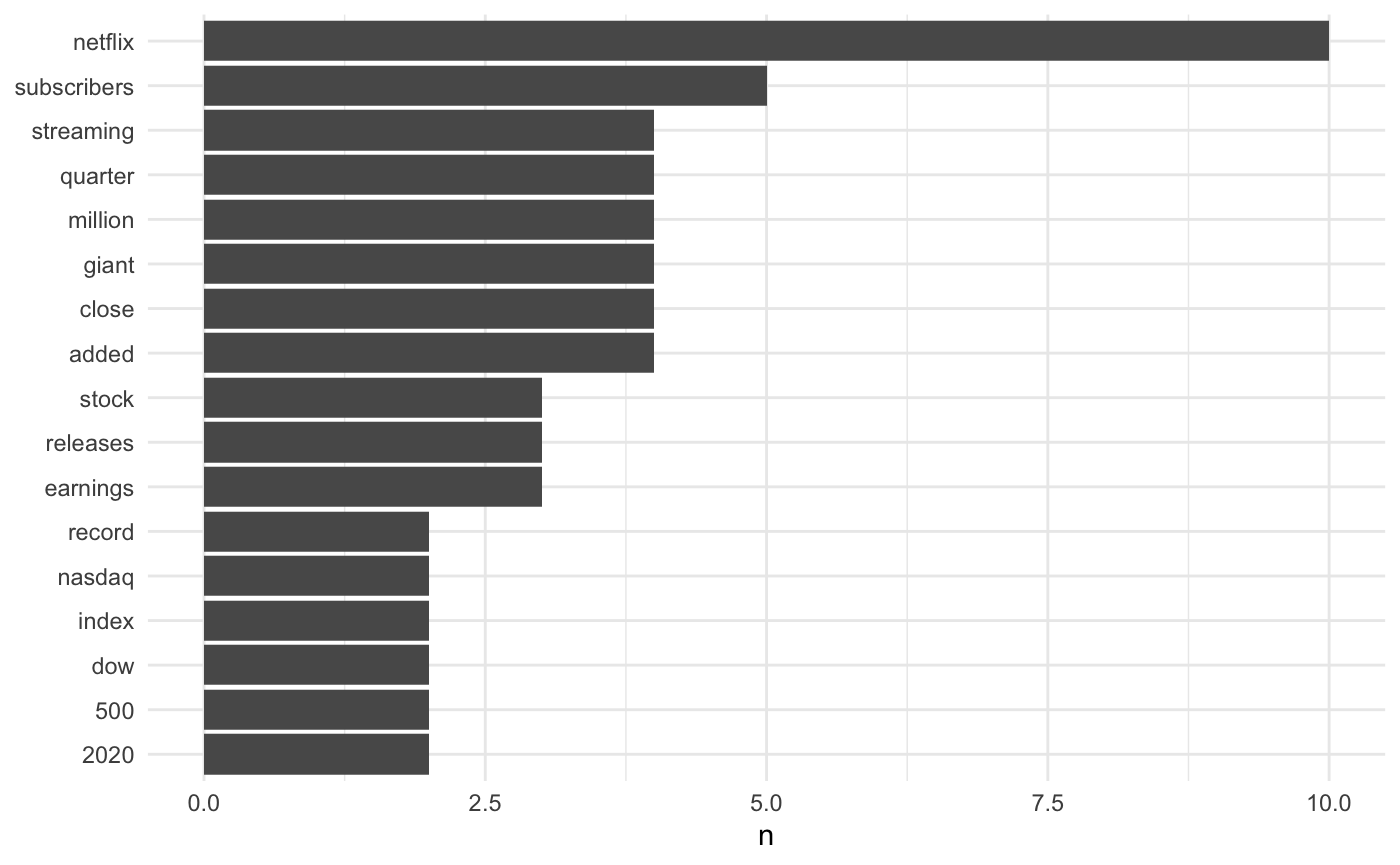 netflix
subscribers
streaming
quarter
million
giant
close
added
stock
releases
earnings
record
nasdaq
index
dow
500
2020
0.0 2.5 5.0 7.5 10.0
n